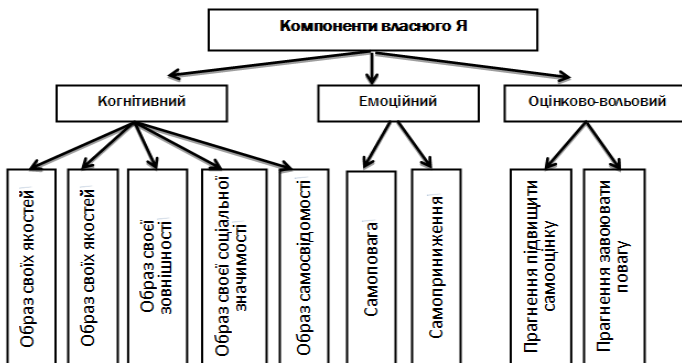 Компоненти власного Я
Когнітивний
Емоційний
Оцінково-вольовий
Образ своїх якостей
Образ своїх якостей
Образ своєї
зовнішності
Образ своєї соціальної
значимості
Образ самосвідомості
Самоповага
Самоприниження
Прагнення підвищити
самооцінку
Прагнення завоювати
повагу